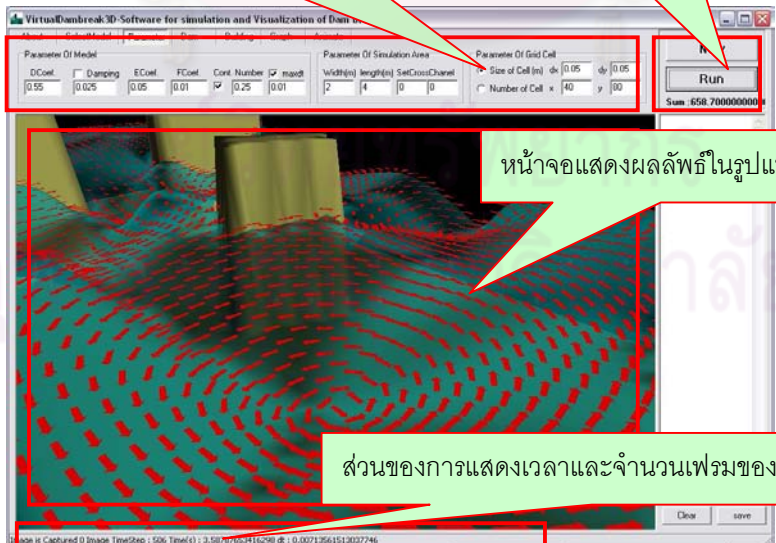 VirtualDambreak3D-Software for simulation and Visualization of Dam
Parameter
Parameter Of Model
Parameter Of Simulation Area
Parameter Of Grid Cell
DCoef. Damping ECoef. FCoef. Cont. Number maxdt
Width(m) length(m) SetCrossChanel
Size of Cell (m) dx 0.05 dy 0.05
0.55 0.025 0.05 0.01 0.25 0.01
2 4 0 0
Number of Cell x 40 y 80
Run
Sum : 658.70000000
หน้าจอแสดงผลลัพธ์ในรูปแ
ส่วนของการแสดงเวลาและจำนวนเฟรมของ
Clear save
Image is Captured 0 Image TimeStep : 506 Time(s) : dt : 0.00713561513037746